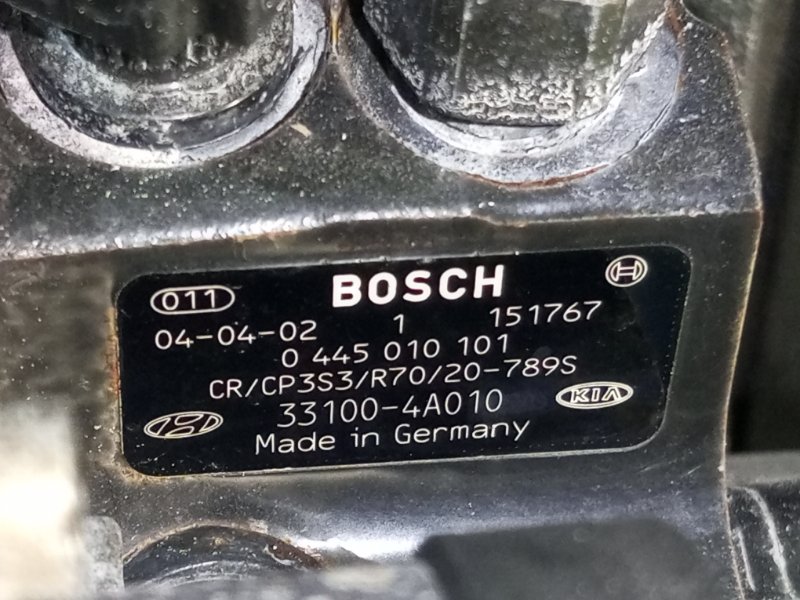 011 BOSCH
04-04-02 1 151767
0 445 010 101
CR/CP3S3/R70/20-789S
33100-4A010 KIA
Made in Germany